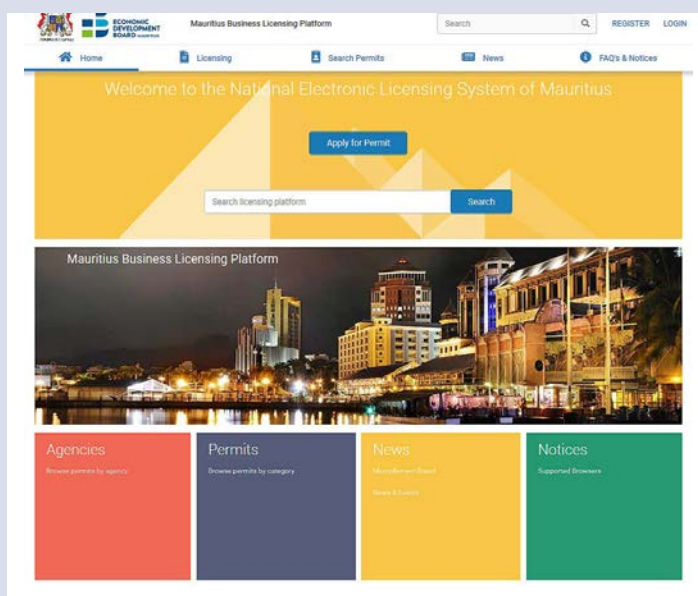 ECONOMIC
DEVELOPMENT
BOARD
Mauritius Business Licensing Platform
Search
REGISTER
LOGIN
Home
Licensing
Search Permits
News
FAQ's & Notices
Welcome to the National Electronic Licensing System of Mauritius
Apply for Permit
Search licensing platform
Search
Mauritius Business Licensing Platform
Agencies
Browse permits by agency
Permits
Browse permits by category
News
News & Events
Notices
Supported Browsers